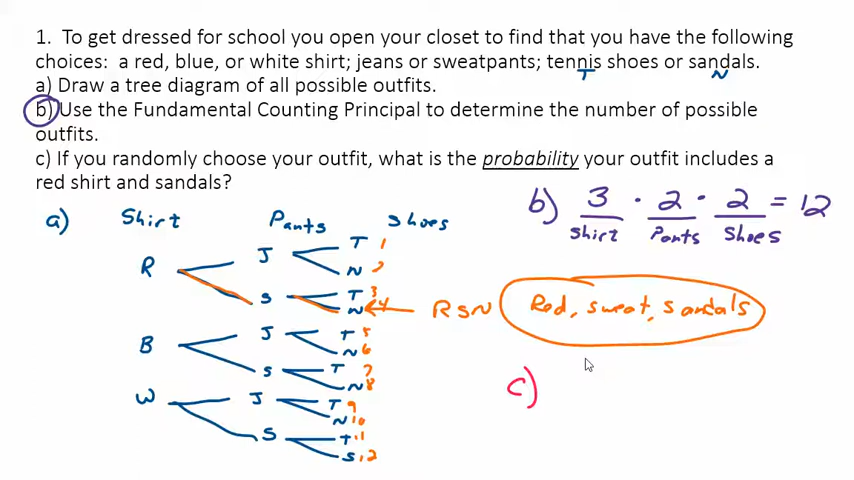 1. To get dressed for school you open your closet to find that you have the following
choices: a red, blue, or white shirt; jeans or sweatpants; tennis shoes or sandals.
T N
a) Draw a tree diagram of all possible outfits.
b) Use the Fundamental Counting Principal to determine the number of possible
outfits.
c) If you randomly choose your outfit, what is the probability your outfit includes a
red shirt and sandals?
b) 3 · 2 · 2 = 12
shirt Pants Shoes
a) Shirt Pants Shoes
R J T 1
N 2
S T 3
N 4 RSN Red, sweat, sandals
B J T 5
N 6
S T 7
N 8
W J T 9
N 10
S T 11
S 12
c)